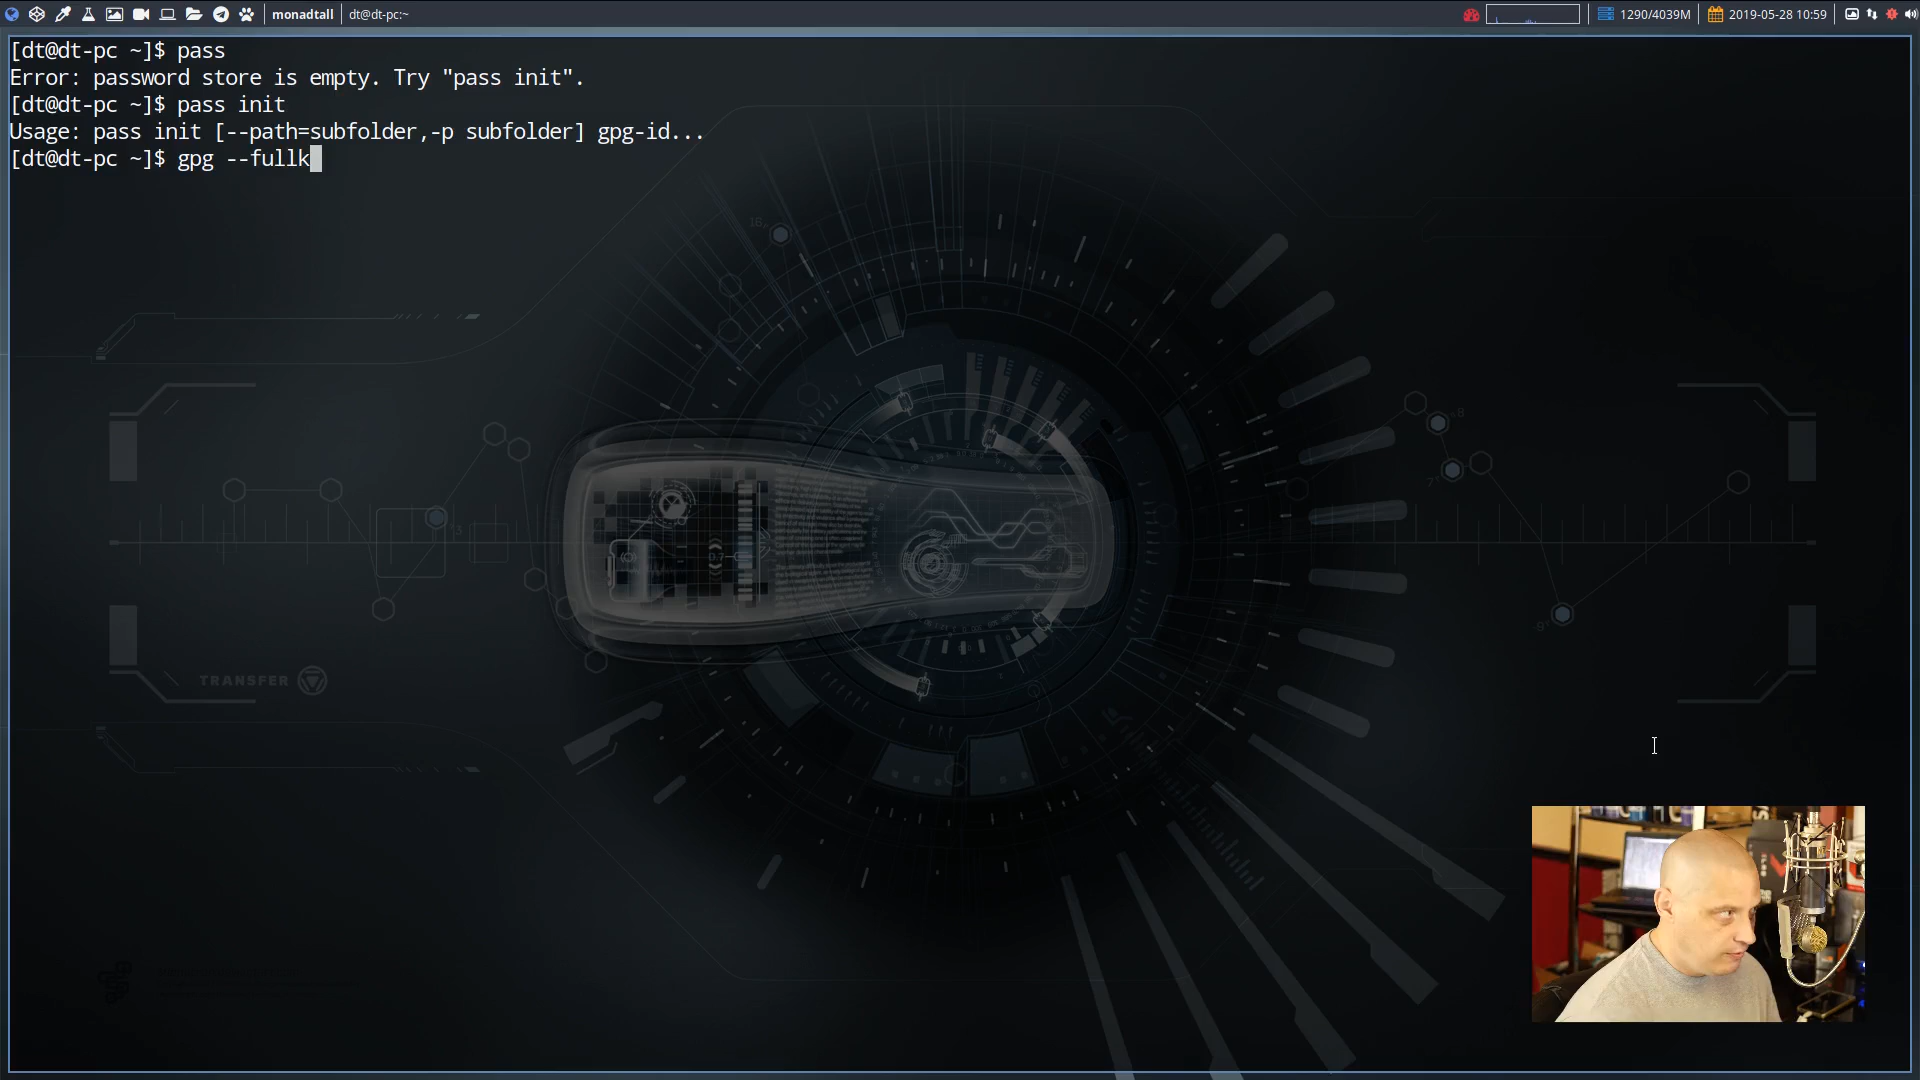 monadtall dt@dt-pc:~ 1290/4039M 2019-05-28 10:59
[dt@dt-pc ~]$ pass
Error: password store is empty. Try "pass init".
[dt@dt-pc ~]$ pass init
Usage: pass init [--path=subfolder,-p subfolder] gpg-id...
[dt@dt-pc ~]$ gpg --fullk
16
TRANSFER